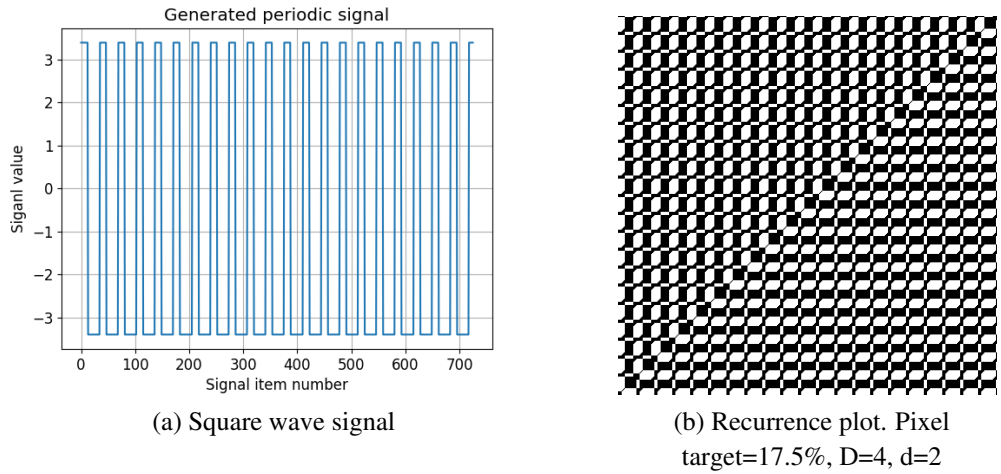 Generated periodic signal
3
2
1
0
−1
−2
−3
Siganl value
0 100 200 300 400 500 600 700
Signal item number
(a) Square wave signal
(b) Recurrence plot. Pixel
target=17.5%, D=4, d=2